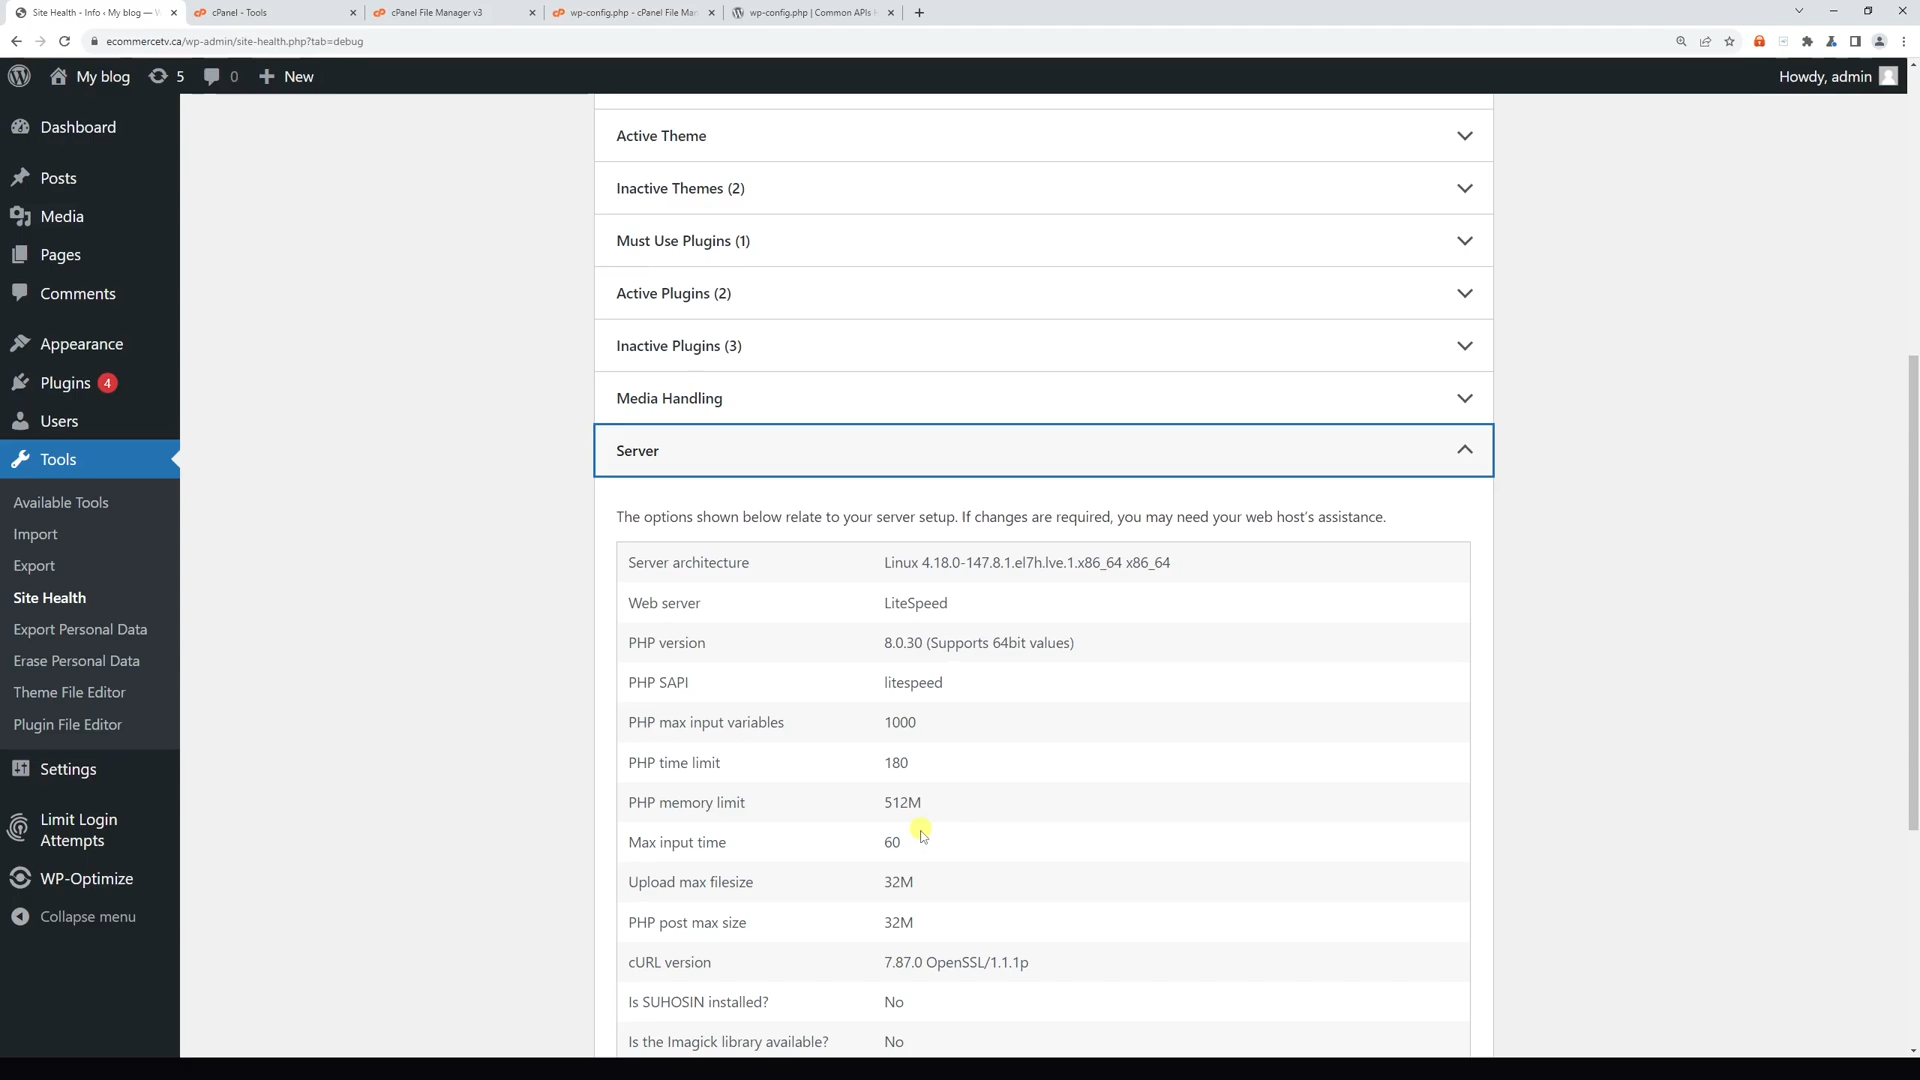 Site Health - Info ‹ My blog — W
cPanel - Tools
cPanel File Manager v3
wp-config.php - cPanel File Ma
wp-config.php | Common APIs H
ecommercetv.ca/wp-admin/site-health.php?tab=debug
My blog
5
0
New
Howdy, admin
Dashboard
Posts
Media
Pages
Comments
Appearance
Plugins 4
Users
Tools
Available Tools
Import
Export
Site Health
Export Personal Data
Erase Personal Data
Theme File Editor
Plugin File Editor
Settings
Limit Login
Attempts
WP-Optimize
Collapse menu
Active Theme
Inactive Themes (2)
Must Use Plugins (1)
Active Plugins (2)
Inactive Plugins (3)
Media Handling
Server
The options shown below relate to your server setup. If changes are required, you may need your web host's assistance.
Server architecture Linux 4.18.0-147.8.1.el7h.lve.1.x86_64 x86_64
Web server LiteSpeed
PHP version 8.0.30 (Supports 64bit values)
PHP SAPI litespeed
PHP max input variables 1000
PHP time limit 180
PHP memory limit 512M
Max input time 60
Upload max filesize 32M
PHP post max size 32M
cURL version 7.87.0 OpenSSL/1.1.1p
Is SUHOSIN installed? No
Is the Imagick library available? No